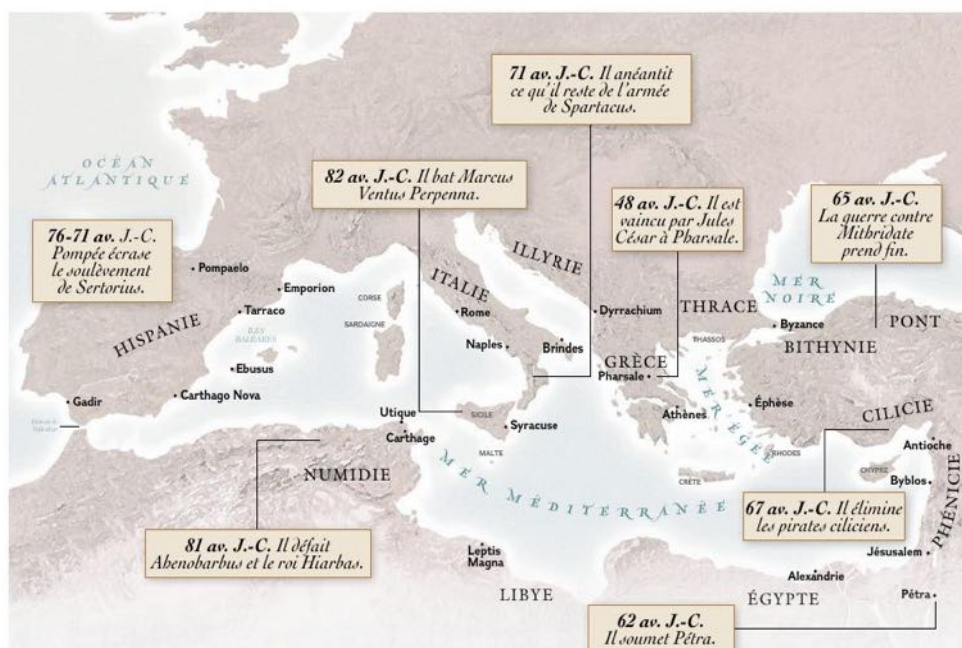 71 av. J.-C. Il anéantit
ce qu'il reste de l'armée
de Spartacus.
OCÉAN
ATLANTIQUE
82 av. J.-C. Il bat Marcus
Ventus Perpenna.
48 av. J.-C. Il est
vaincu par Jules
César à Pharsale.
65 av. J.-C.
La guerre contre
Mithridate
prend fin.
76-71 av. J.-C.
Pompée écrase
le soulèvement
de Sertorius.
Pompaelo
Emporion
Tarraco
HISPANIE
ILES
BALÉARES
Ebusus
Carthago Nova
Gadir
CORSE
SARDAIGNE
ITALIE
Rome
Naples
Brindes
ILLYRIE
Dyrrachium
THRACE
MER
NOIRE
Byzance
PONT
BITHYNIE
THASSOS
GRÈCE
Pharsale
Athènes
MER ÉGÉE
Éphèse
CILICIE
RHODES
Antioche
CHYPRE
Byblos
PHÉNICIE
Utique
Carthage
SICILE
Syracuse
MALTE
CRÈTE
NUMIDIE
MER MÉDITERRANÉE
67 av. J.-C. Il élimine
les pirates ciliciens.
81 av. J.-C. Il défait
Ahenobarbus et le roi Hiarbas.
Leptis
Magna
Jésusalem
Alexandrie
LIBYE
ÉGYPTE
Pétra
62 av. J.-C.
Il soumet Pétra.